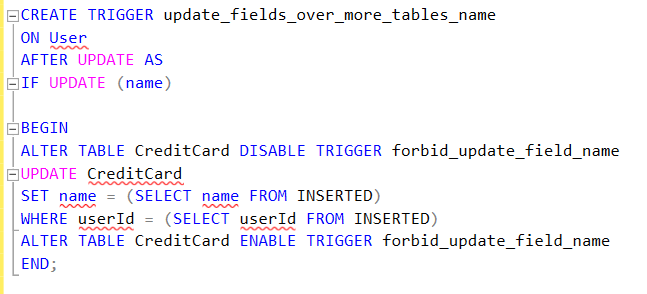 CREATE TRIGGER update_fields_over_more_tables_name
ON User
AFTER UPDATE AS
IF UPDATE (name)
BEGIN
ALTER TABLE CreditCard DISABLE TRIGGER forbid_update_field_name
UPDATE CreditCard
SET name = (SELECT name FROM INSERTED)
WHERE userId = (SELECT userId FROM INSERTED)
ALTER TABLE CreditCard ENABLE TRIGGER forbid_update_field_name
END;